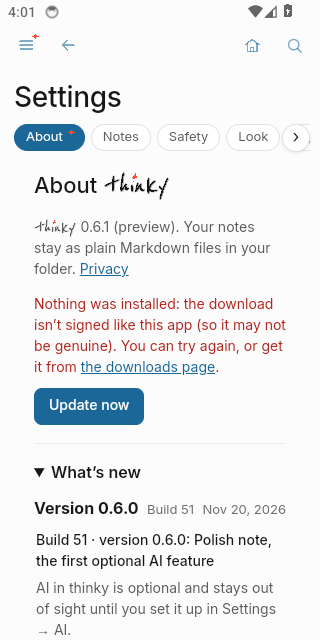 4:01
Settings
About
Notes
Safety
Look
About thinky
thinky 0.6.1 (preview). Your notes
stay as plain Markdown files in your
folder. Privacy
Nothing was installed: the download
isn’t signed like this app (so it may not
be genuine). You can try again, or get
it from the downloads page.
Update now
What’s new
Version 0.6.0 Build 51 Nov 20, 2026
Build 51 · version 0.6.0: Polish note,
the first optional AI feature
AI in thinky is optional and stays out
of sight until you set it up in Settings
→ AI.